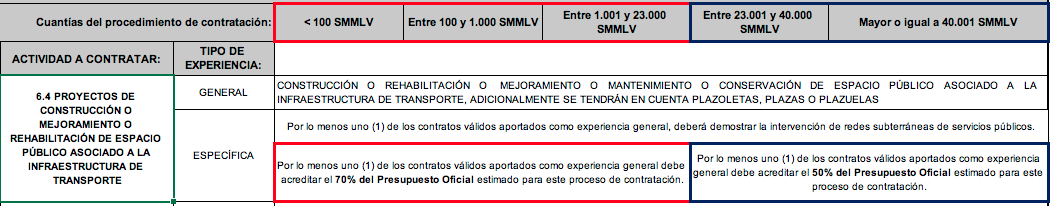 Cuantías del procedimiento de contratación:
< 100 SMMLV
Entre 100 y 1.000 SMMLV
Entre 1.001 y 23.000
SMMLV
Entre 23.001 y 40.000
SMMLV
Mayor o igual a 40.001 SMMLV
ACTIVIDAD A CONTRATAR:
TIPO DE
EXPERIENCIA:
6.4 PROYECTOS DE
CONSTRUCCIÓN O
MEJORAMIENTO O
REHABILITACIÓN DE ESPACIO
PÚBLICO ASOCIADO A LA
INFRAESTRUCTURA DE
TRANSPORTE
GENERAL
CONSTRUCCIÓN O REHABILITACIÓN O MEJORAMIENTO O MANTENIMIENTO O CONSERVACIÓN DE ESPACIO PÚBLICO ASOCIADO A LA
INFRAESTRUCTURA DE TRANSPORTE, ADICIONALMENTE SE TENDRÁN EN CUENTA PLAZOLETAS, PLAZAS O PLAZUELAS
ESPECÍFICA
Por lo menos uno (1) de los contratos válidos aportados como experiencia general, deberá demostrar la intervención de redes subterráneas de servicios públicos.
Por lo menos uno (1) de los contratos válidos aportados como experiencia general debe
acreditar el 70% del Presupuesto Oficial estimado para este proceso de contratación.
Por lo menos uno (1) de los contratos válidos aportados como experiencia
general debe acreditar el 50% del Presupuesto Oficial estimado para este
proceso de contratación.